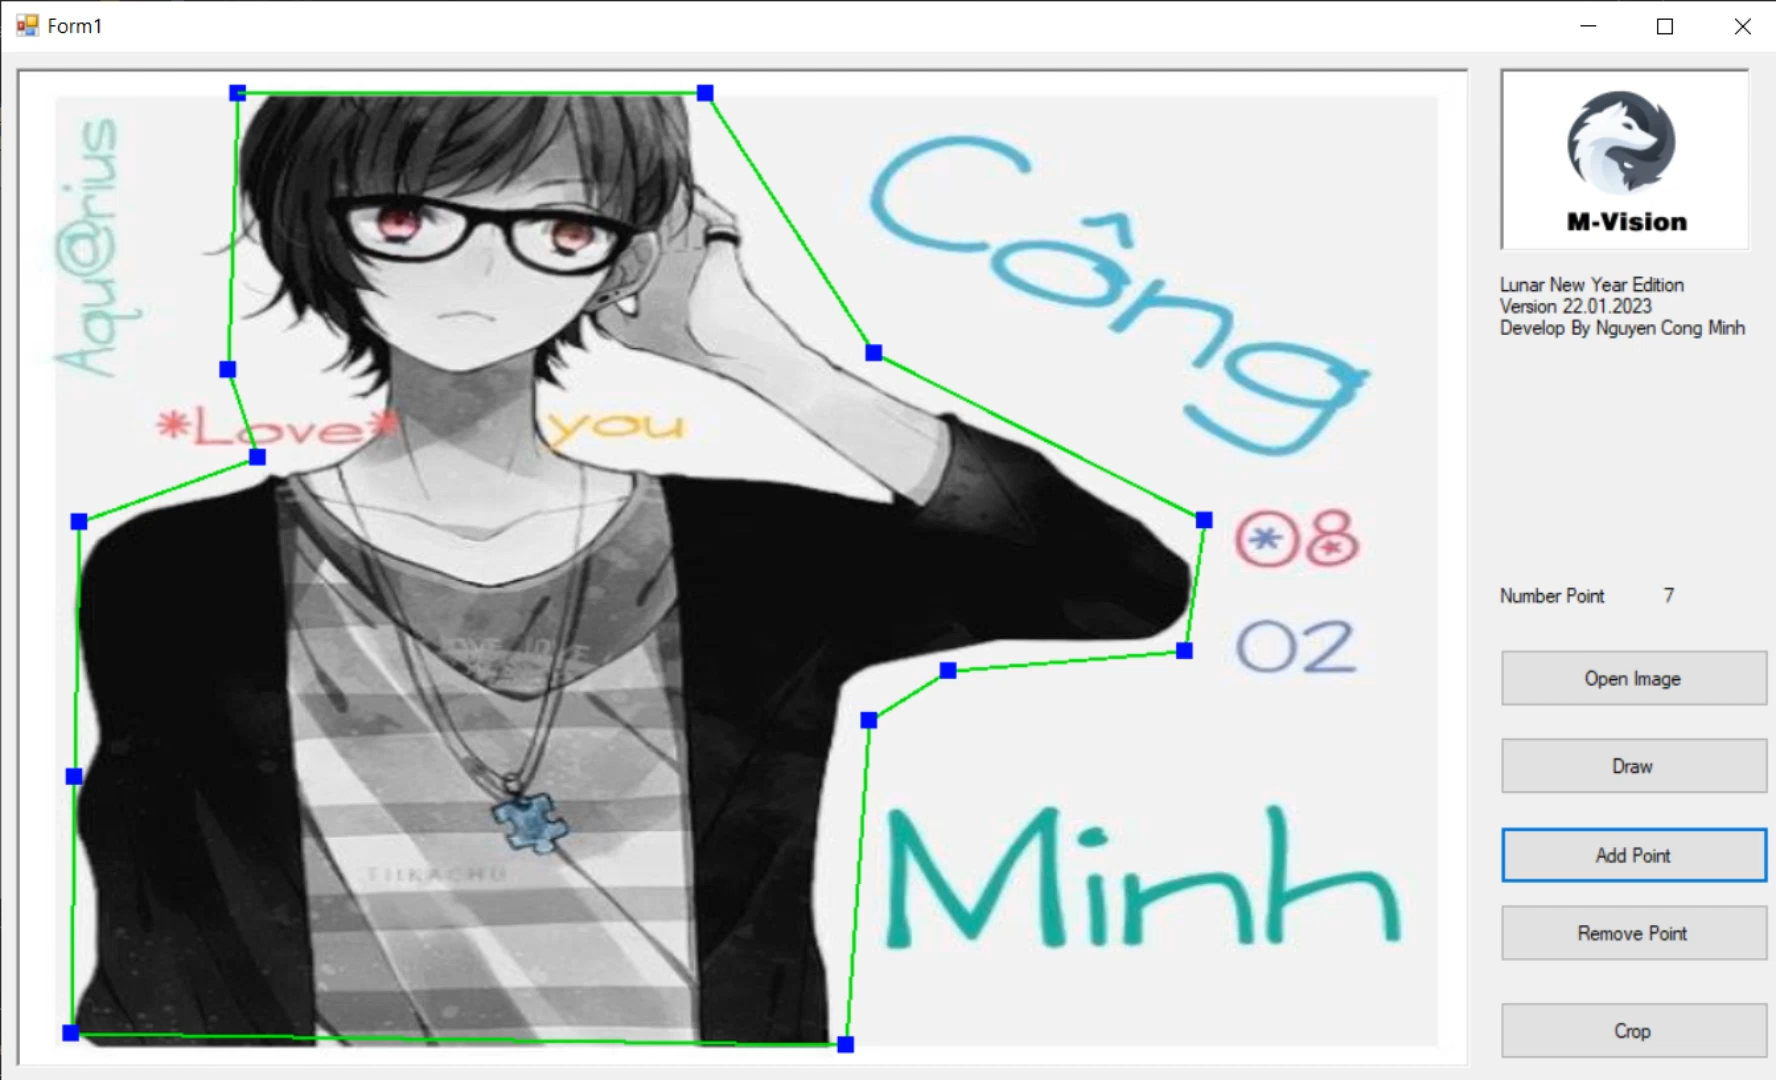 Form1
Aqu@rius
*Love* you
Công
08
02
Minh
M-Vision
Lunar New Year Edition
Version 22.01.2023
Develop By Nguyen Cong Minh
Number Point 7
Open Image
Draw
Add Point
Remove Point
Crop